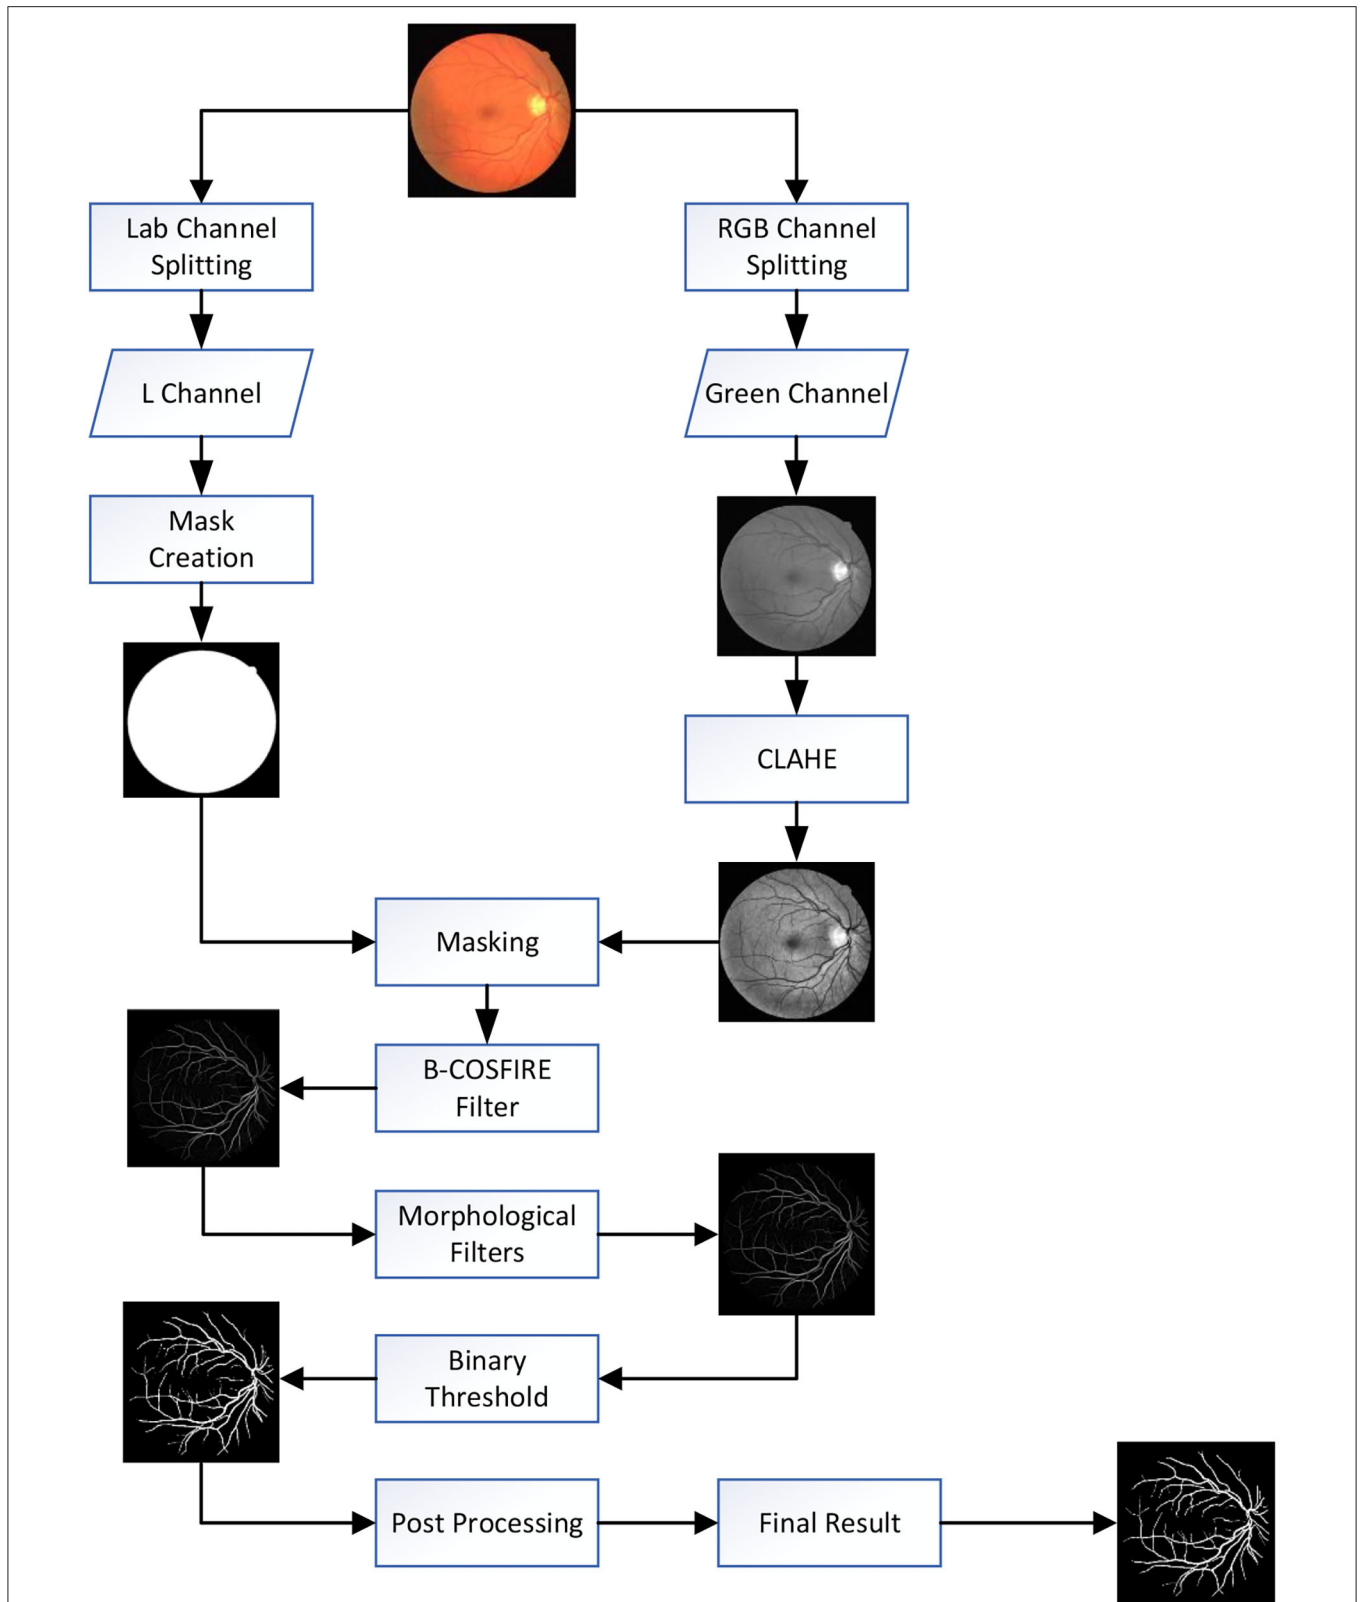 Lab Channel
Splitting
RGB Channel
Splitting
L Channel
Green Channel
Mask
Creation
CLAHE
Masking
B-COSFIRE
Filter
Morphological
Filters
Binary
Threshold
Post Processing
Final Result